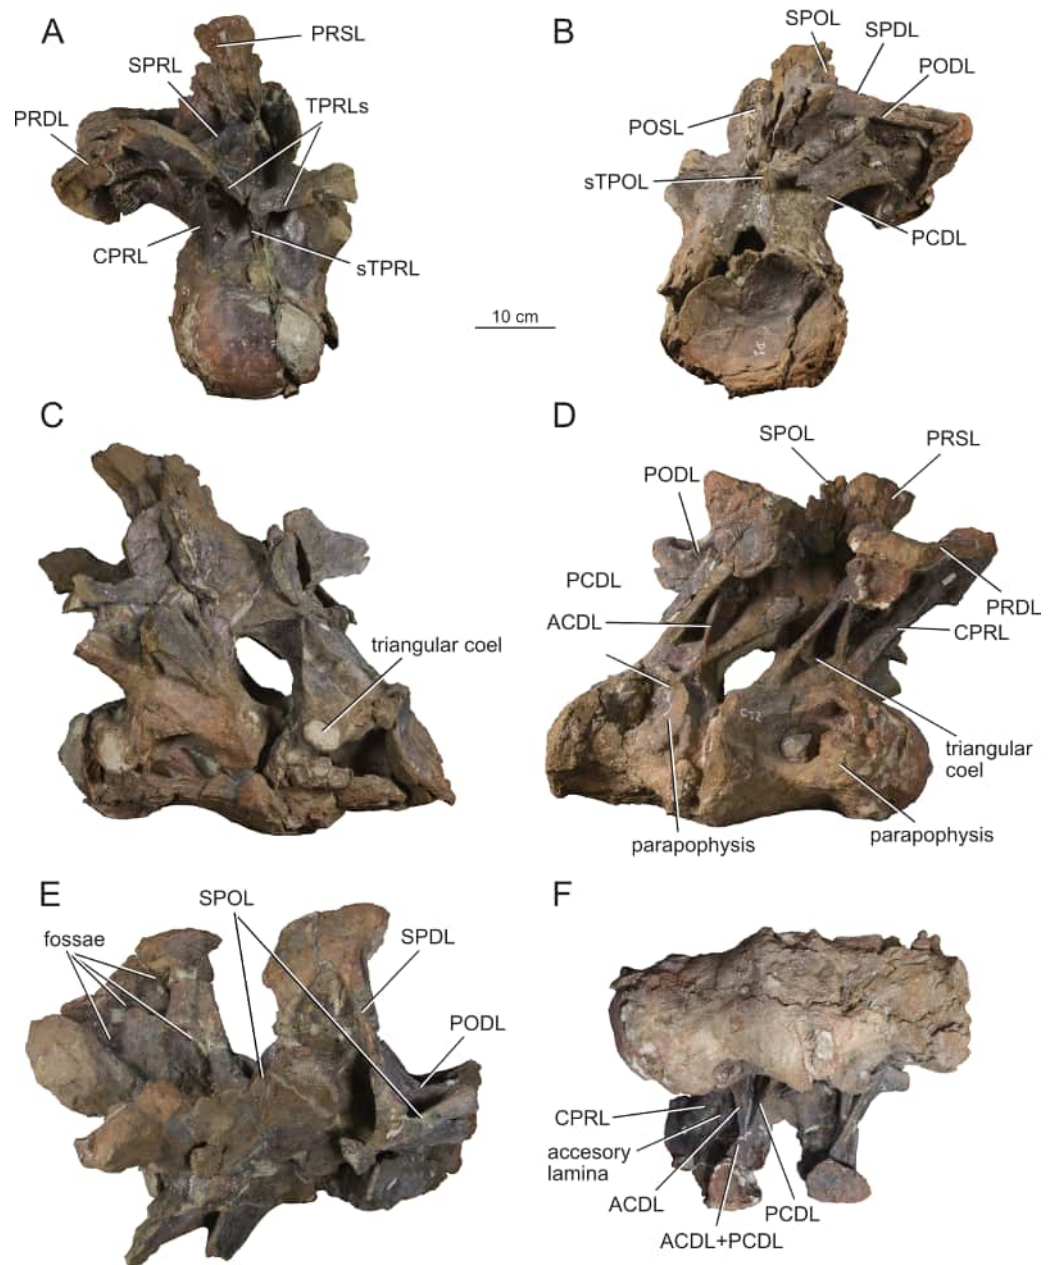 A
PRSL
SPRL
TPRLs
PRDL
CPRL
sTPRL
B
SPOL
SPDL
PODL
POSL
sTPOL
PCDL
10 cm
C
triangular coel
D
SPOL
PRSL
PODL
PCDL
ACDL
PRDL
CPRL
triangular
coel
parapophysis
parapophysis
E
SPOL
fossae
SPDL
PODL
F
CPRL
accesory
lamina
ACDL
PCDL
ACDL+PCDL